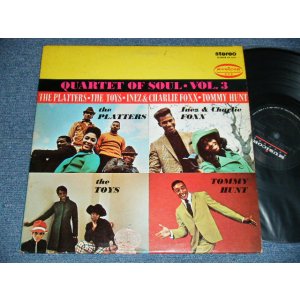 stereo
QUARTET OF SOUL • VOL. 3
THE PLATTERS • THE TOYS • INEZ & CHARLIE FOXX • TOMMY HUNT
the
PLATTERS
Inez & Charlie
FOXX
the
TOYS
TOMMY
HUNT